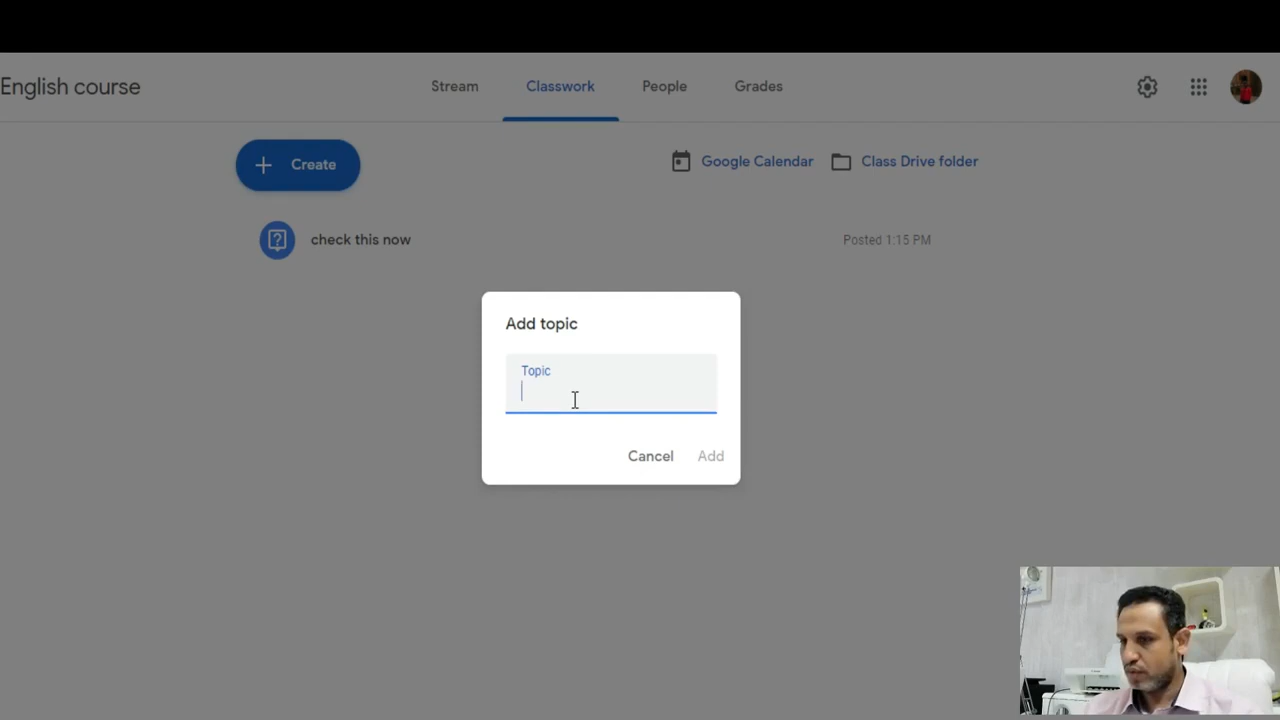 English course
Stream
Classwork
People
Grades
Create
Google Calendar
Class Drive folder
check this now
Posted 1:15 PM
Add topic
Topic
Cancel
Add